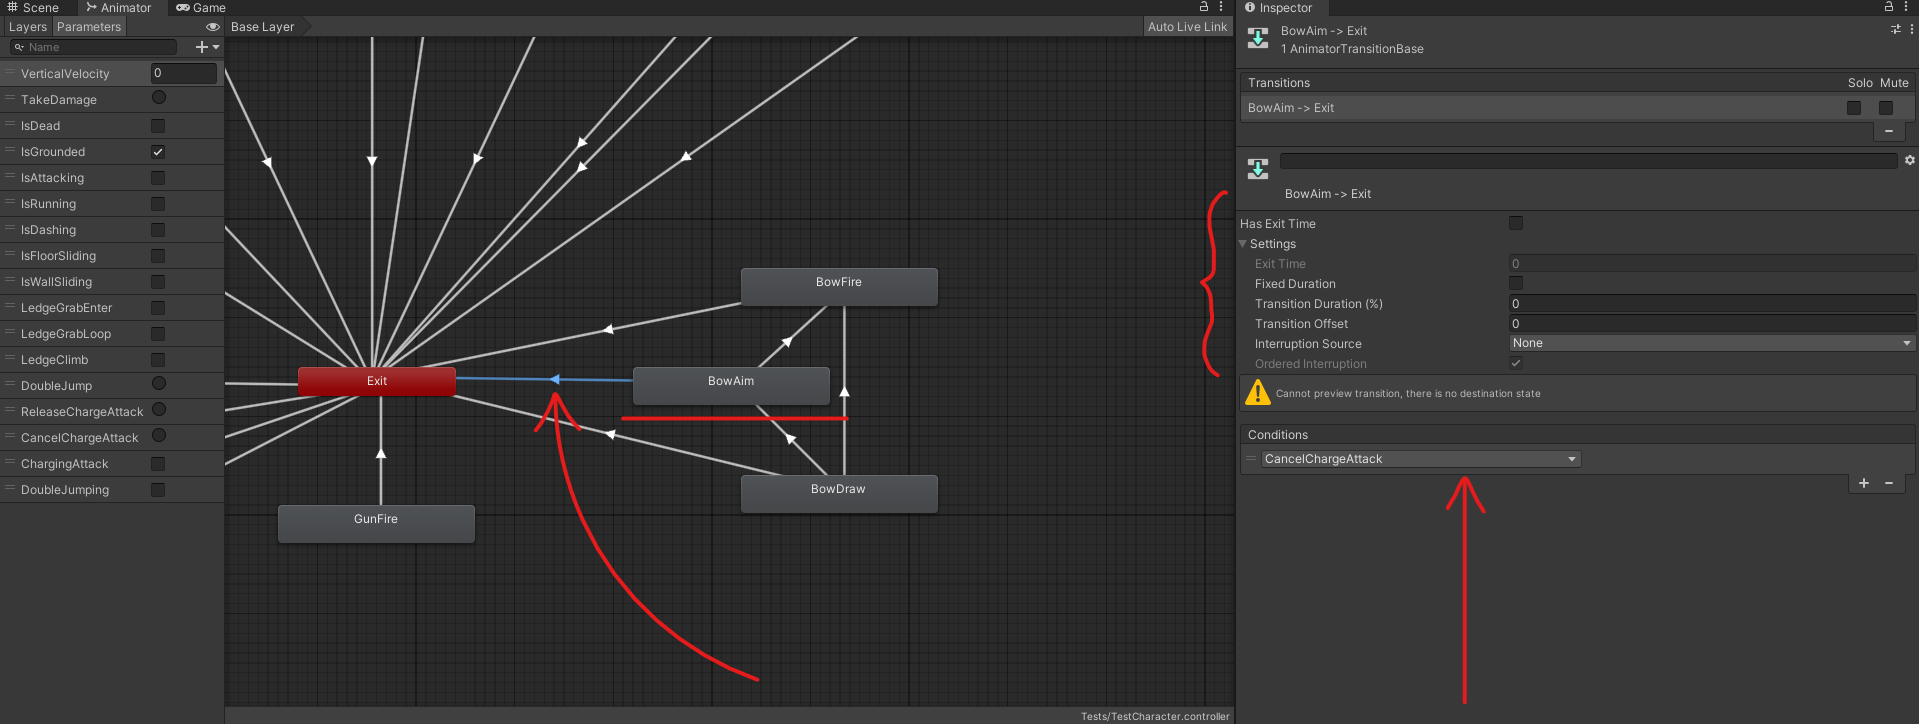 Scene
Animator
Game
Layers
Parameters
Name
VerticalVelocity 0
TakeDamage
IsDead
IsGrounded
IsAttacking
IsRunning
IsDashing
IsFloorSliding
IsWallSliding
LedgeGrabEnter
LedgeGrabLoop
LedgeClimb
DoubleJump
ReleaseChargeAttack
CancelChargeAttack
ChargingAttack
DoubleJumping
Base Layer
Auto Live Link
BowFire
Exit
BowAim
BowDraw
GunFire
Tests/TestCharacter.controller
Inspector
BowAim -> Exit
1 AnimatorTransitionBase
Transitions Solo Mute
BowAim -> Exit
BowAim -> Exit
Has Exit Time
Settings
Exit Time 0
Fixed Duration
Transition Duration (%) 0
Transition Offset 0
Interruption Source None
Ordered Interruption
Cannot preview transition, there is no destination state
Conditions
CancelChargeAttack